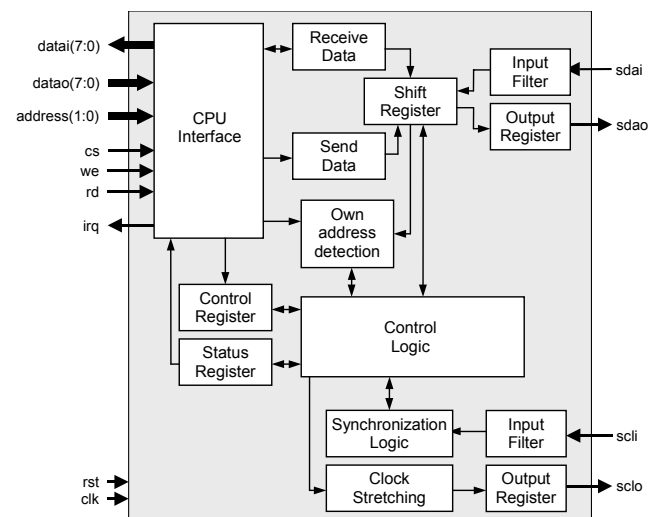 datai(7:0)
datao(7:0)
address(1:0)
cs
we
rd
irq
rst
clk
CPU
Interface
Receive
Data
Shift
Register
Input
Filter
sdai
Output
Register
sdao
Send
Data
Own
address
detection
Control
Register
Status
Register
Control
Logic
Synchronization
Logic
Input
Filter
scli
Clock
Stretching
Output
Register
sclo